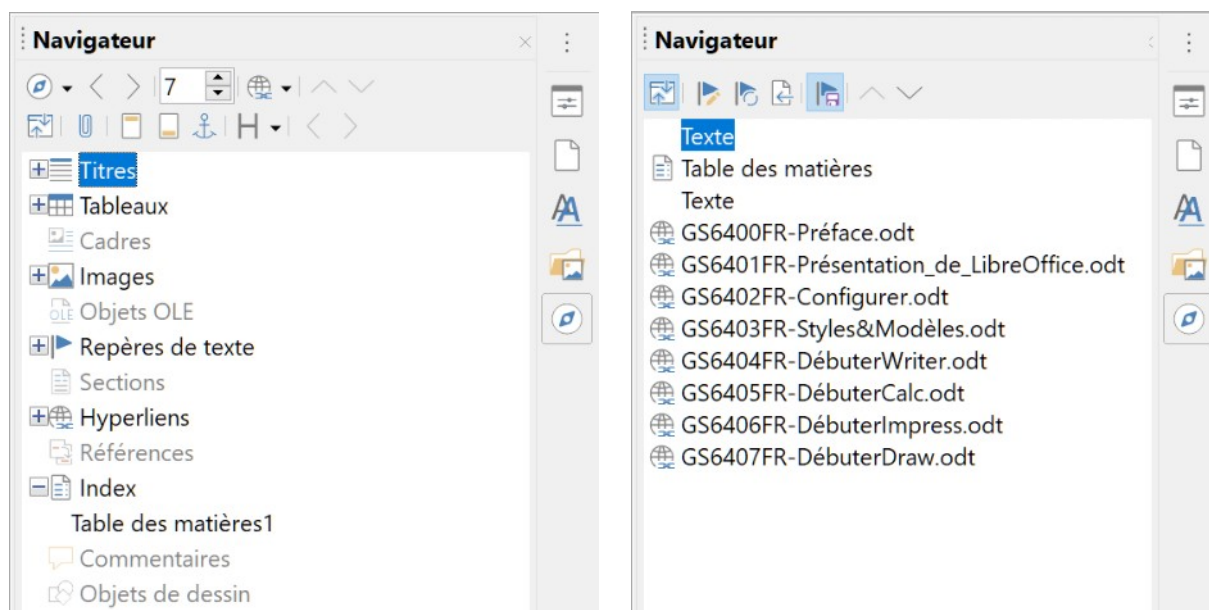 Navigateur
7
H
Titres
Tableaux
Cadres
Images
OLE Objets OLE
Repères de texte
Sections
Hyperliens
Références
Index
Table des matières1
Commentaires
Objets de dessin
Navigateur
Texte
Table des matières
Texte
GS6400FR-Préface.odt
GS6401FR-Présentation_de_LibreOffice.odt
GS6402FR-Configurer.odt
GS6403FR-Styles&Modèles.odt
GS6404FR-DébuterWriter.odt
GS6405FR-DébuterCalc.odt
GS6406FR-DébuterImpress.odt
GS6407FR-DébuterDraw.odt